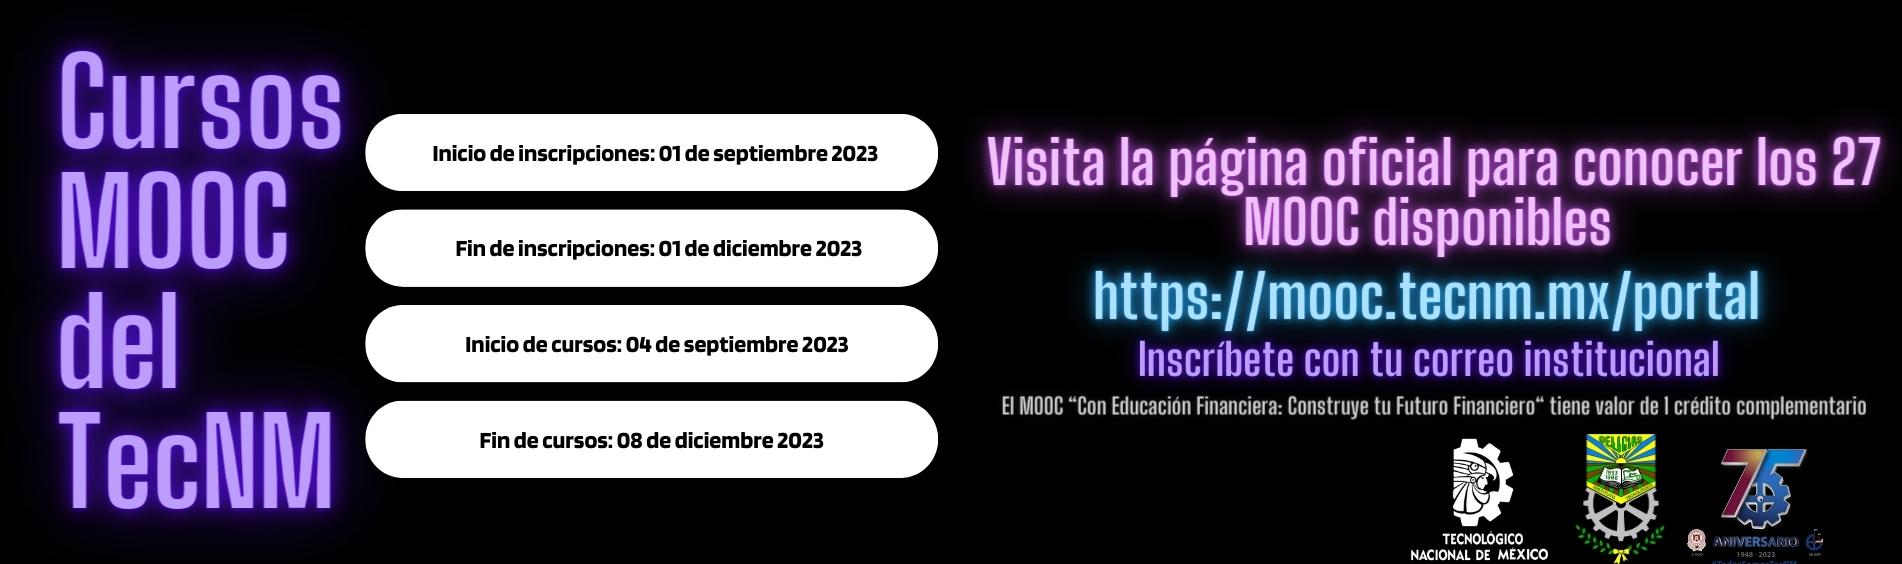 Cursos
MOOC
del
TecNM
Inicio de inscripciones: 01 de septiembre 2023
Fin de inscripciones: 01 de diciembre 2023
Inicio de cursos: 04 de septiembre 2023
Fin de cursos: 08 de diciembre 2023
Visita la página oficial para conocer los 27
MOOC disponibles
https://mooc.tecnm.mx/portal
Inscríbete con tu correo institucional
El MOOC “Con Educación Financiera: Construye tu Futuro Financiero“ tiene valor de 1 crédito complementario
TECNOLÓGICO
NACIONAL DE MÉXICO
DELICIAS
75
ANIVERSARIO
1948 - 2023